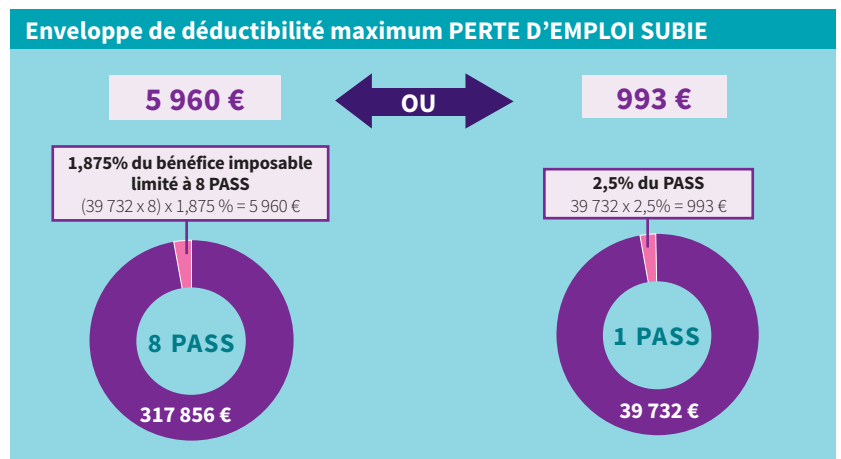 Enveloppe de déductibilité maximum PERTE D’EMPLOI SUBIE
5 960 €
OU
993 €
1,875% du bénéfice imposable
limité à 8 PASS
(39 732 x 8) x 1,875 % = 5 960 €
2,5% du PASS
39 732 x 2,5% = 993 €
8 PASS
317 856 €
1 PASS
39 732 €